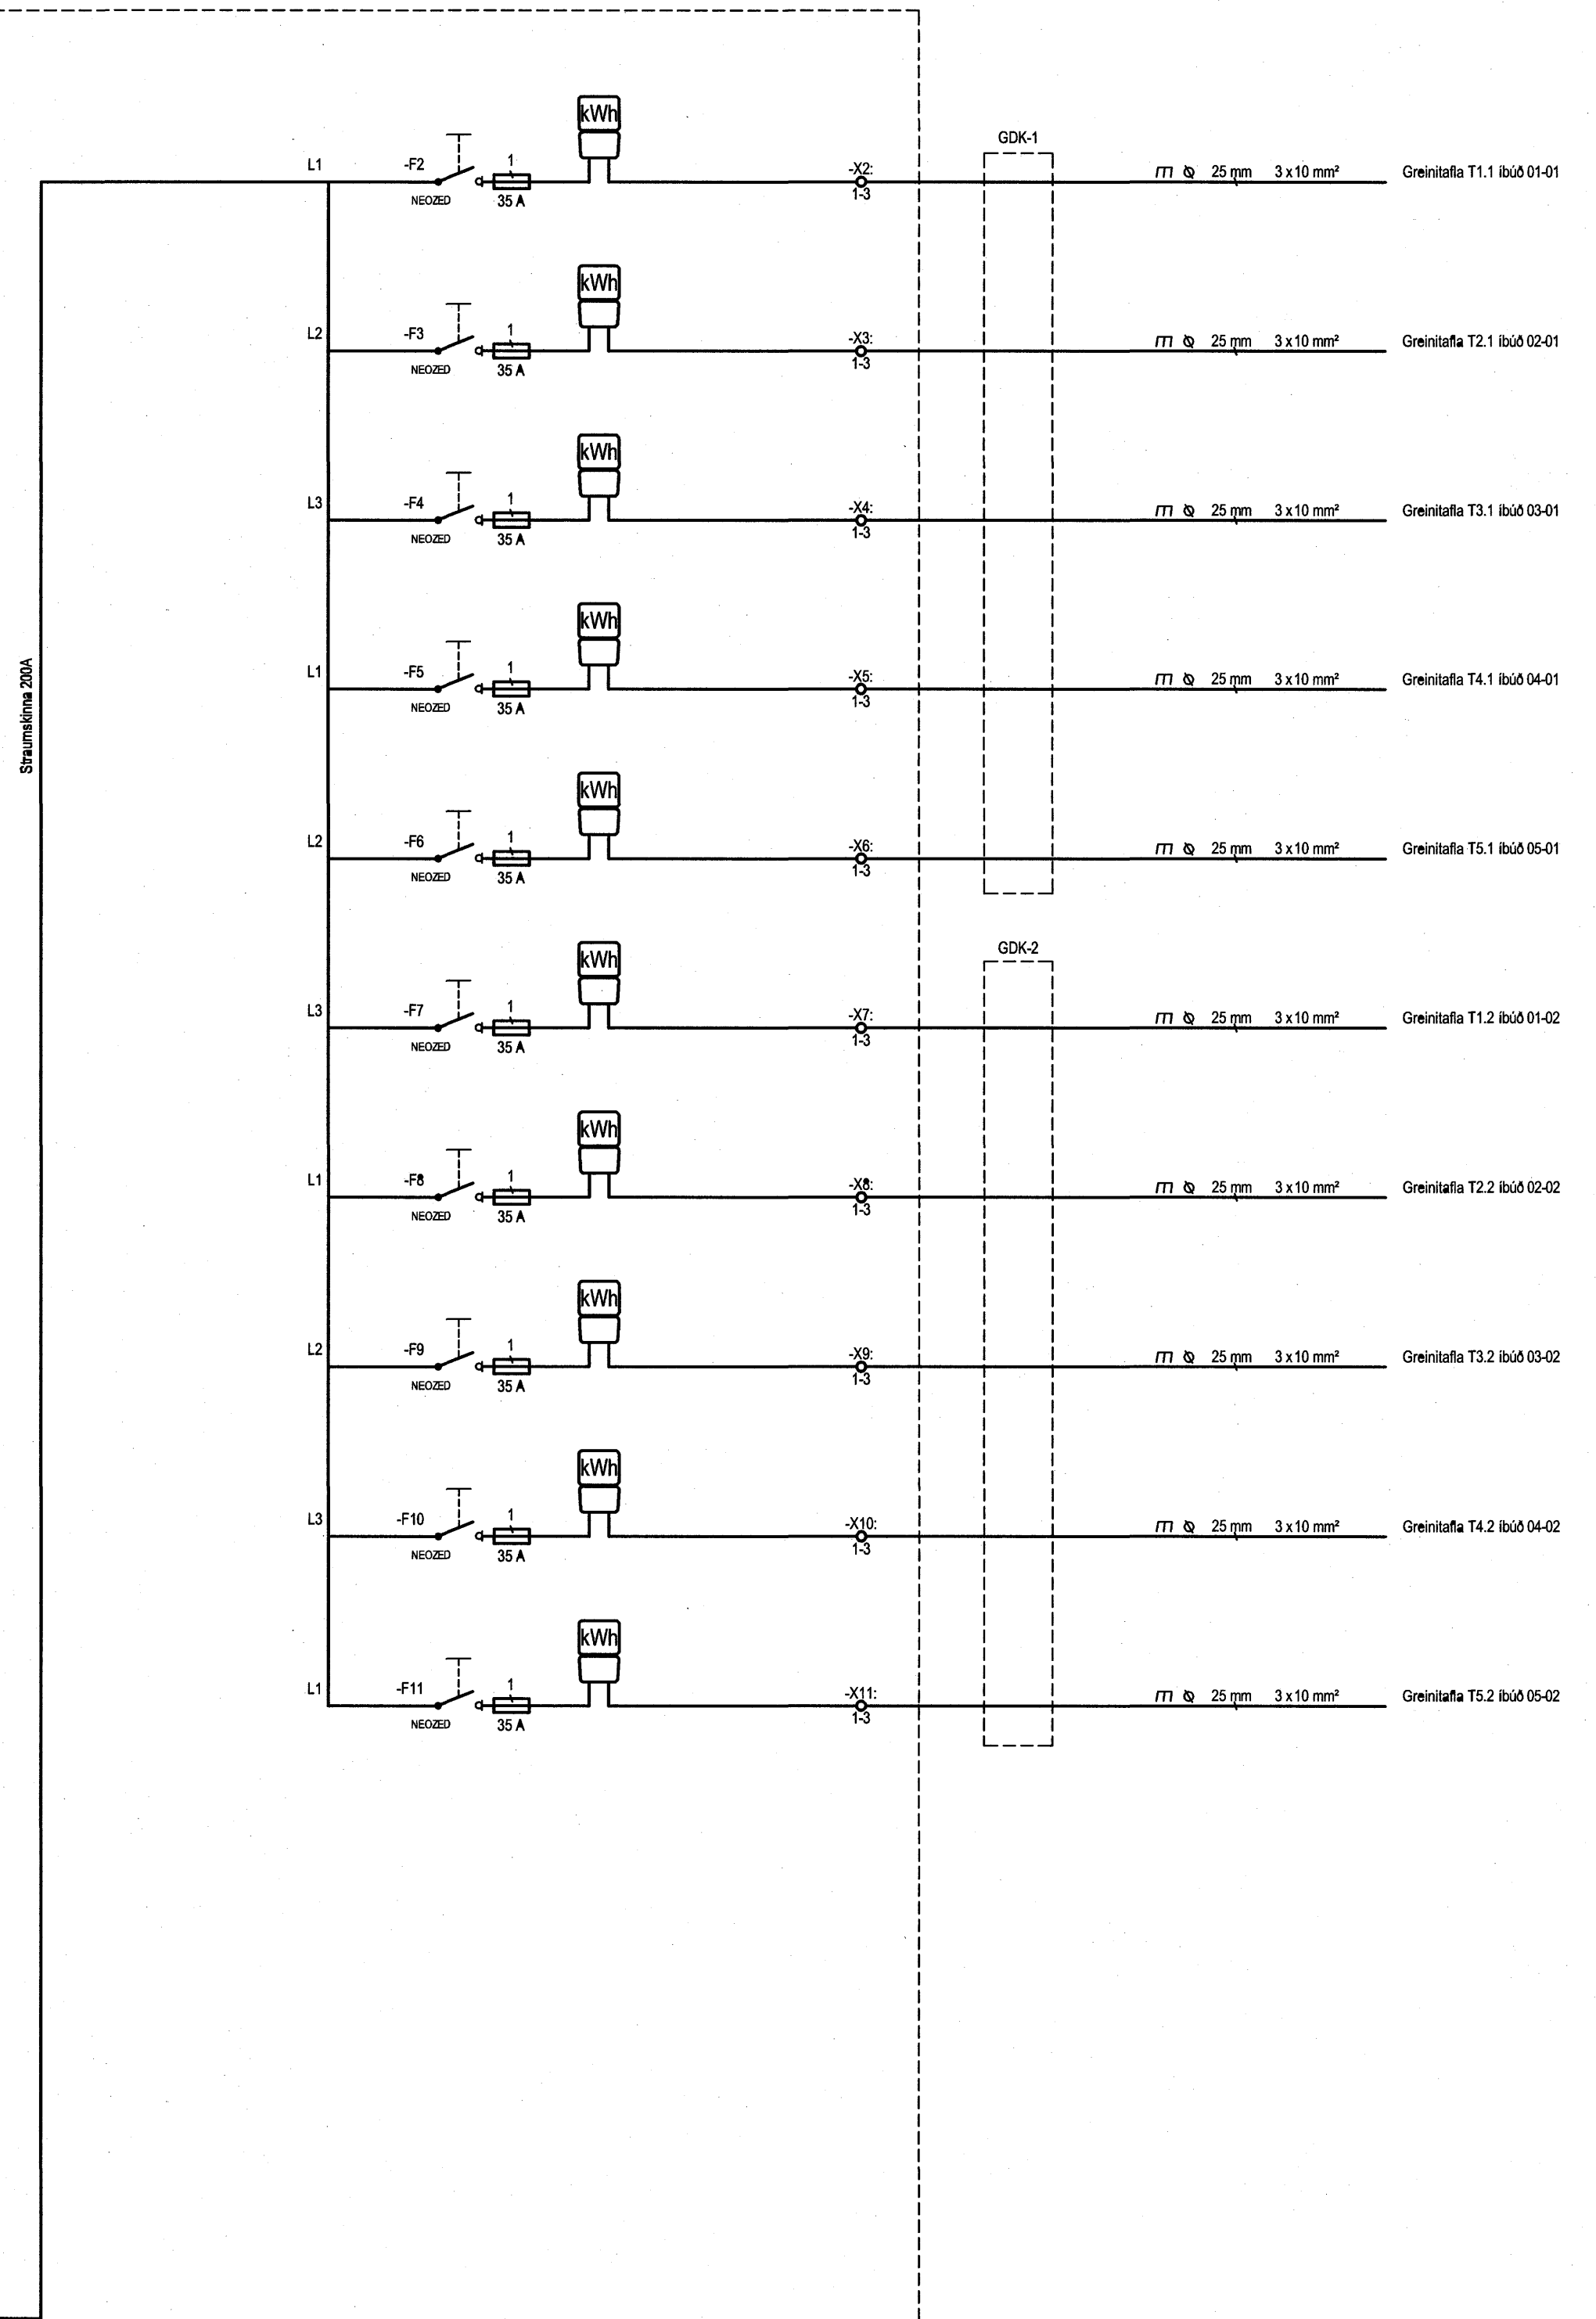 Straumskinna 200A
GDK-1
kWh
L1 -F2 1 -X2: 25 mm 3 x 10 mm² Greinitafla T1.1 íbúð 01-01
NEOZED 35 A 1-3
kWh
L2 -F3 1 -X3: 25 mm 3 x 10 mm² Greinitafla T2.1 íbúð 02-01
NEOZED 35 A 1-3
kWh
L3 -F4 1 -X4: 25 mm 3 x 10 mm² Greinitafla T3.1 íbúð 03-01
NEOZED 35 A 1-3
kWh
L1 -F5 1 -X5: 25 mm 3 x 10 mm² Greinitafla T4.1 íbúð 04-01
NEOZED 35 A 1-3
kWh
L2 -F6 1 -X6: 25 mm 3 x 10 mm² Greinitafla T5.1 íbúð 05-01
NEOZED 35 A 1-3
GDK-2
kWh
L3 -F7 1 -X7: 25 mm 3 x 10 mm² Greinitafla T1.2 íbúð 01-02
NEOZED 35 A 1-3
kWh
L1 -F8 1 -X8: 25 mm 3 x 10 mm² Greinitafla T2.2 íbúð 02-02
NEOZED 35 A 1-3
kWh
L2 -F9 1 -X9: 25 mm 3 x 10 mm² Greinitafla T3.2 íbúð 03-02
NEOZED 35 A 1-3
kWh
L3 -F10 1 -X10: 25 mm 3 x 10 mm² Greinitafla T4.2 íbúð 04-02
NEOZED 35 A 1-3
kWh
L1 -F11 1 -X11: 25 mm 3 x 10 mm² Greinitafla T5.2 íbúð 05-02
NEOZED 35 A 1-3